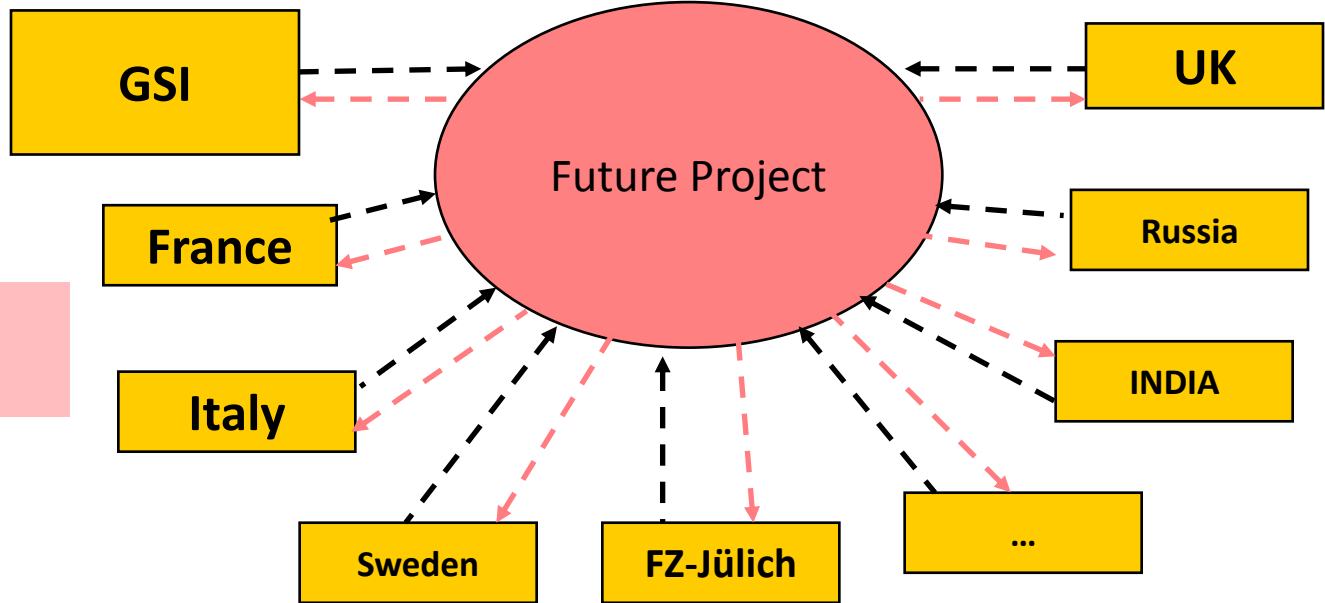 GSI
UK
Future Project
France
Russia
Italy
INDIA
Sweden
FZ-Jülich
...